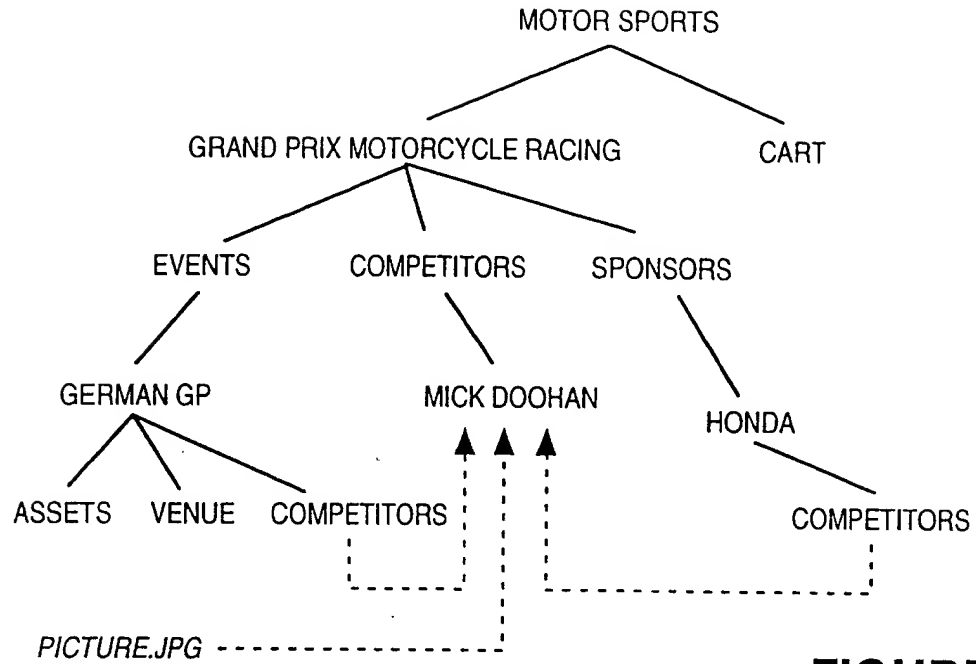 MOTOR SPORTS
GRAND PRIX MOTORCYCLE RACING
CART
EVENTS
COMPETITORS
SPONSORS
GERMAN GP
MICK DOOHAN
HONDA
ASSETS
VENUE
COMPETITORS
COMPETITORS
PICTURE.JPG